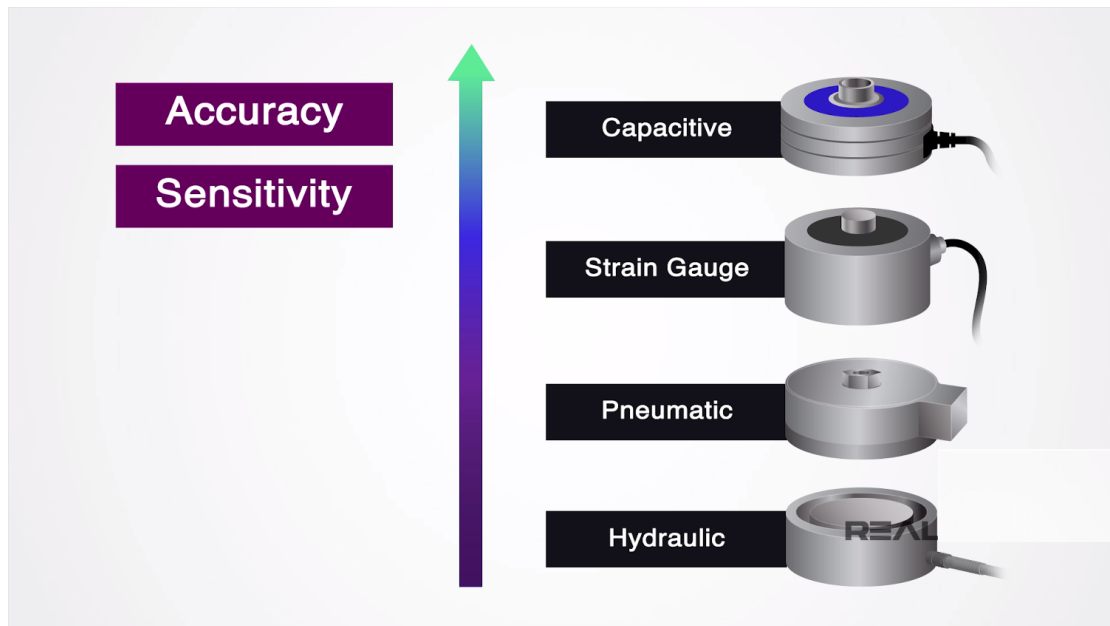 Accuracy
Sensitivity
Capacitive
Strain Gauge
Pneumatic
Hydraulic
REAL